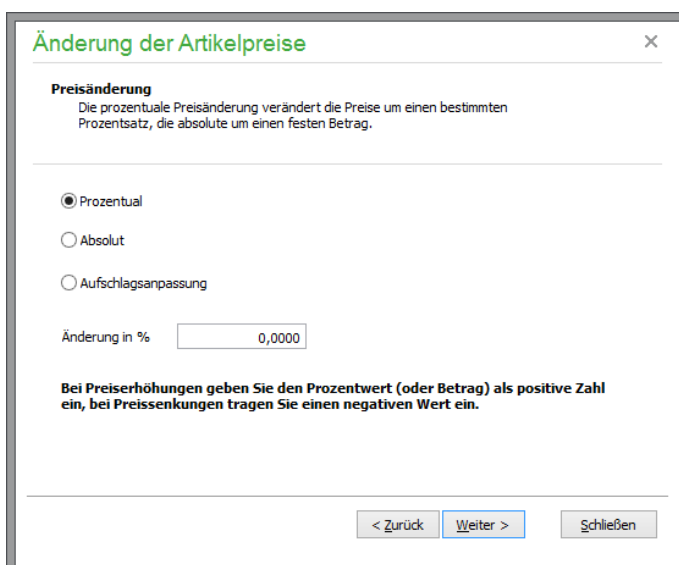 Änderung der Artikelpreise
Preisänderung
Die prozentuale Preisänderung verändert die Preise um einen bestimmten
Prozentsatz, die absolute um einen festen Betrag.
Prozentual
Absolut
Aufschlagsanpassung
Änderung in % 0,0000
Bei Preiserhöhungen geben Sie den Prozentwert (oder Betrag) als positive Zahl
ein, bei Preissenkungen tragen Sie einen negativen Wert ein.
< Zurück Weiter > Schließen